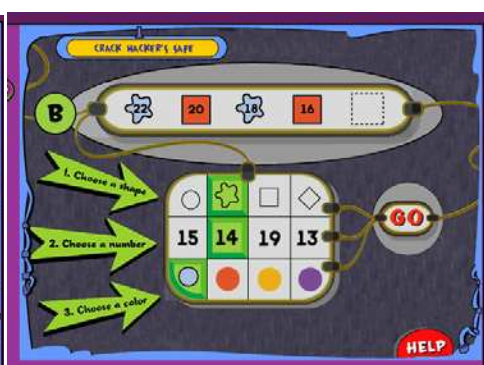 CRACK HACKER'S SAFE
B 22 20 18 16
1. Choose a shape
2. Choose a number
15 14 19 13
GO
3. Choose a color
HELP